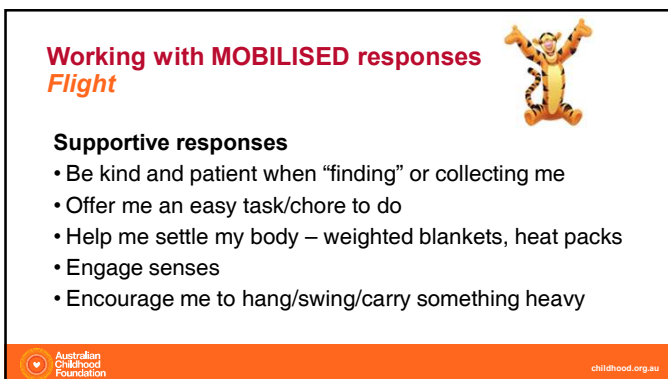 Working with MOBILISED responses
Flight
Supportive responses
• Be kind and patient when “finding” or collecting me
• Offer me an easy task/chore to do
• Help me settle my body – weighted blankets, heat packs
• Engage senses
• Encourage me to hang/swing/carry something heavy
Australian
Childhood
Foundation
childhood.org.au